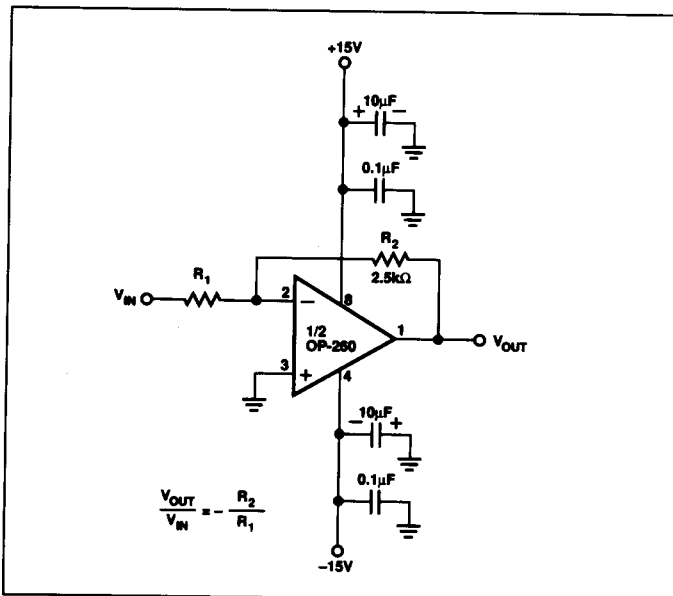 +15V
+ 10µF −
0.1µF
R2
2.5kΩ
R1
VIN
2
−
8
1/2
OP-260
1
VOUT
3
+
4
− 10µF +
0.1µF
VOUT / VIN = − R2 / R1
−15V